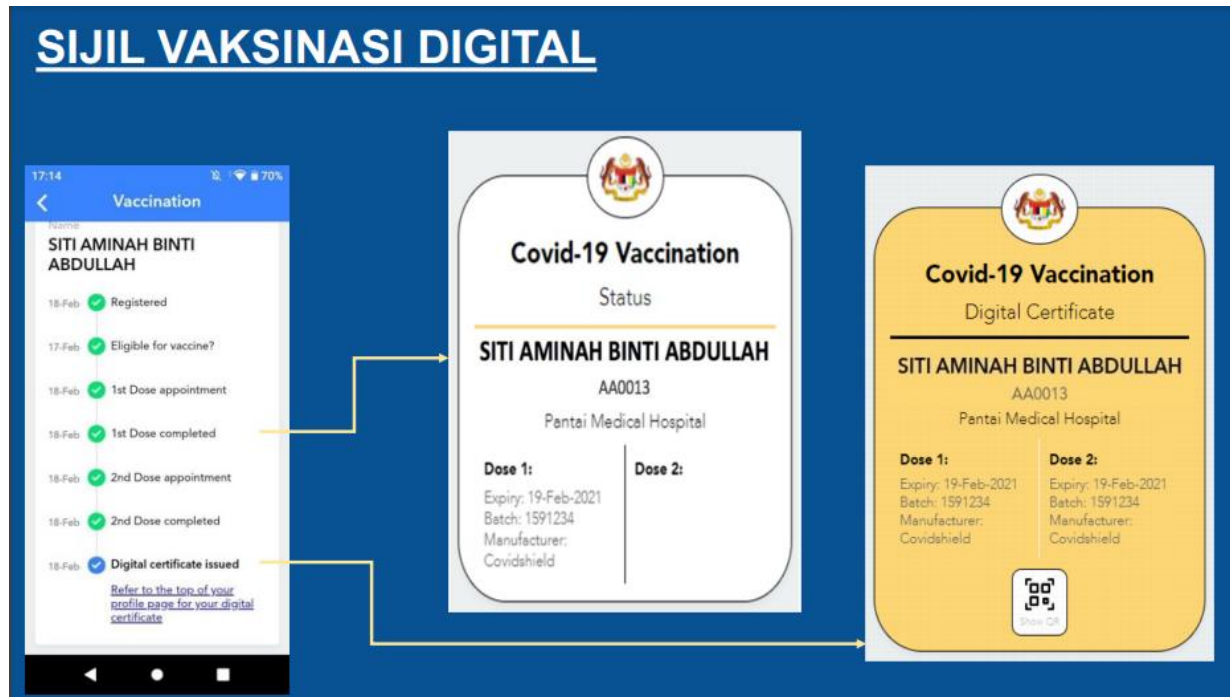 SIJIL VAKSINASI DIGITAL
17:14
70%
Vaccination
Name
SITI AMINAH BINTI
ABDULLAH
18-Feb Registered
17-Feb Eligible for vaccine?
18-Feb 1st Dose appointment
18-Feb 1st Dose completed
18-Feb 2nd Dose appointment
18-Feb 2nd Dose completed
18-Feb Digital certificate issued
Refer to the top of your
profile page for your digital
certificate
Covid-19 Vaccination
Status
SITI AMINAH BINTI ABDULLAH
AA0013
Pantai Medical Hospital
Dose 1:
Expiry: 19-Feb-2021
Batch: 1591234
Manufacturer:
Covidshield
Dose 2:
Covid-19 Vaccination
Digital Certificate
SITI AMINAH BINTI ABDULLAH
AA0013
Pantai Medical Hospital
Dose 1:
Expiry: 19-Feb-2021
Batch: 1591234
Manufacturer:
Covidshield
Dose 2:
Expiry: 19-Feb-2021
Batch: 1591234
Manufacturer:
Covidshield
Show QR